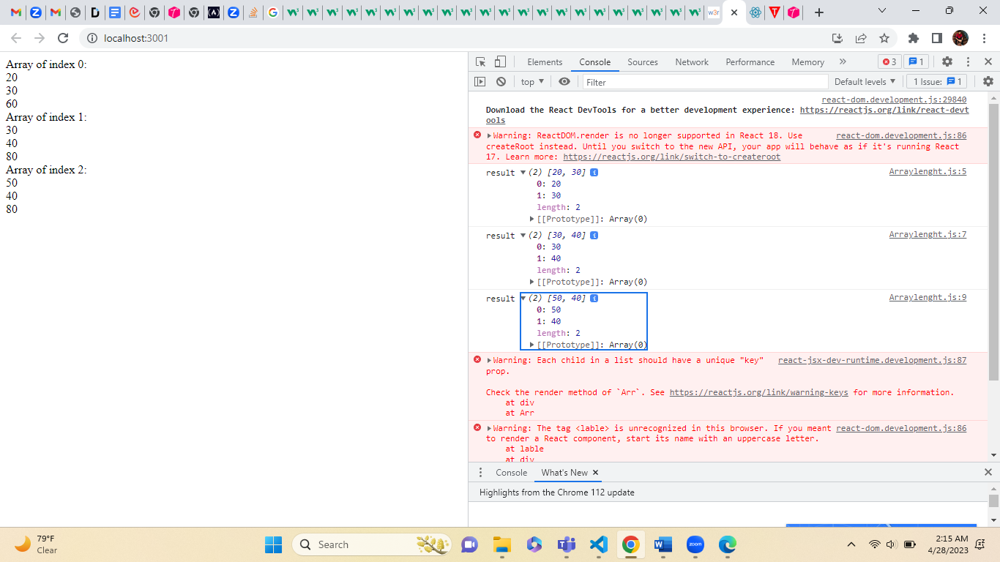 localhost:3001
Array of index 0:
20
30
60
Array of index 1:
30
40
80
Array of index 2:
50
40
80
Elements Console Sources Network Performance Memory » 3 1
top Filter Default levels 1 Issue: 1
react-dom.development.js:29840
Download the React DevTools for a better development experience: https://reactjs.org/link/react-devt
ools
Warning: ReactDOM.render is no longer supported in React 18. Use react-dom.development.js:86
createRoot instead. Until you switch to the new API, your app will behave as if it's running React
17. Learn more: https://reactjs.org/link/switch-to-createroot
result (2) [20, 30] i Arraylenght.js:5
0: 20
1: 30
length: 2
[[Prototype]]: Array(0)
result (2) [30, 40] i Arraylenght.js:7
0: 30
1: 40
length: 2
[[Prototype]]: Array(0)
result (2) [50, 40] i Arraylenght.js:9
0: 50
1: 40
length: 2
[[Prototype]]: Array(0)
Warning: Each child in a list should have a unique "key" react-jsx-dev-runtime.development.js:87
prop.
Check the render method of `Arr`. See https://reactjs.org/link/warning-keys for more information.
at div
at Arr
Warning: The tag <lable> is unrecognized in this browser. If you meant react-dom.development.js:86
to render a React component, start its name with an uppercase letter.
at lable
at div
Console What's New
Highlights from the Chrome 112 update
79°F
Clear
Search
zoom
2:15 AM
4/28/2023